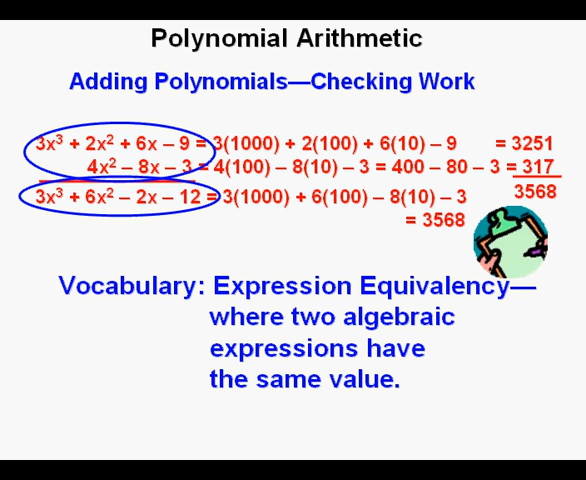 Polynomial Arithmetic
Adding Polynomials—Checking Work
3x³ + 2x² + 6x – 9 = 3(1000) + 2(100) + 6(10) – 9 = 3251
4x² – 8x – 3 = 4(100) – 8(10) – 3 = 400 – 80 – 3 = 317
3x³ + 6x² – 2x – 12 = 3(1000) + 6(100) – 8(10) – 3 3568
= 3568
Vocabulary: Expression Equivalency—
where two algebraic
expressions have
the same value.